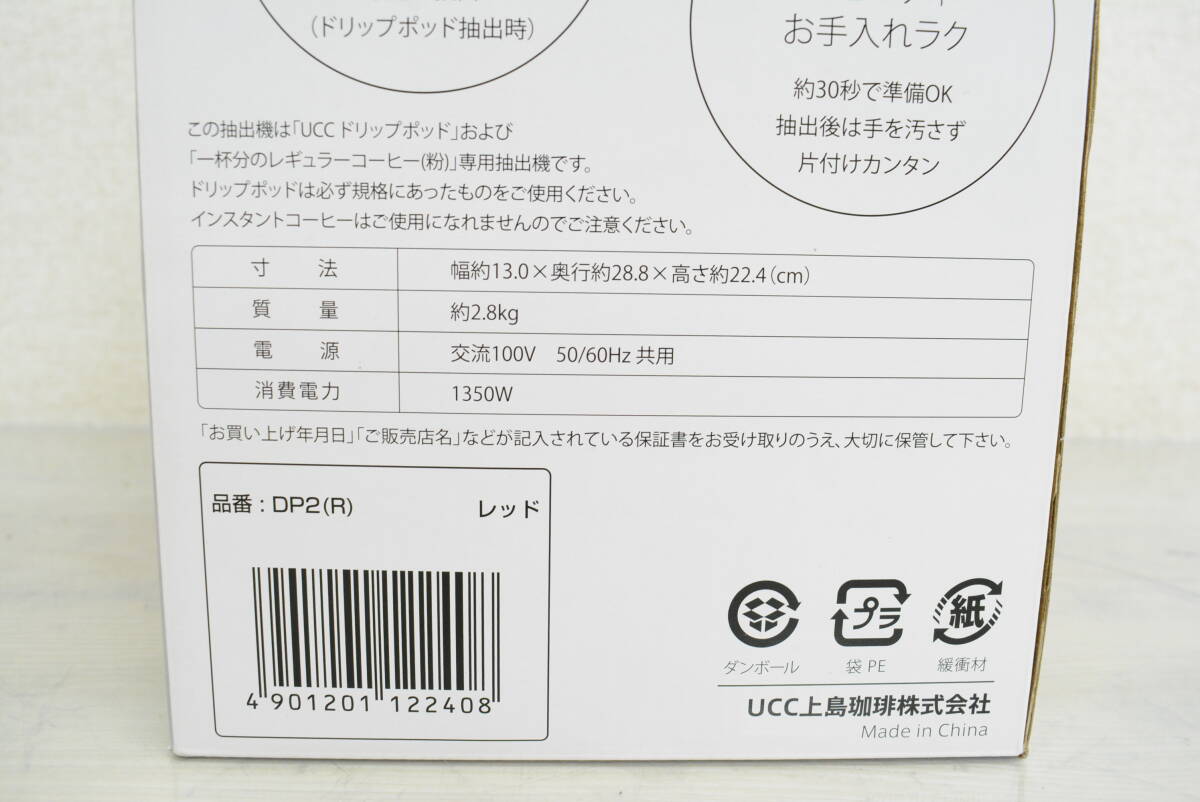 (ドリップポッド抽出時)
お手入れラク
約30秒で準備OK
抽出後は手を汚さず
片付けカンタン
この抽出機は「UCCドリップポッド」および
「一杯分のレギュラーコーヒー(粉)」専用抽出機です。
ドリップポッドは必ず規格にあったものをご使用ください。
インスタントコーヒーはご使用になれませんのでご注意ください。
寸　法　幅約13.0×奥行約28.8×高さ約22.4(cm)
質　量　約2.8kg
電　源　交流100V　50/60Hz 共用
消費電力　1350W
「お買い上げ年月日」「ご販売店名」などが記入されている保証書をお受け取りのうえ、大切に保管して下さい。
品番：DP2(R)　レッド
4 901201 122408
プラ　紙
ダンボール　袋 PE　緩衝材
UCC上島珈琲株式会社
Made in China